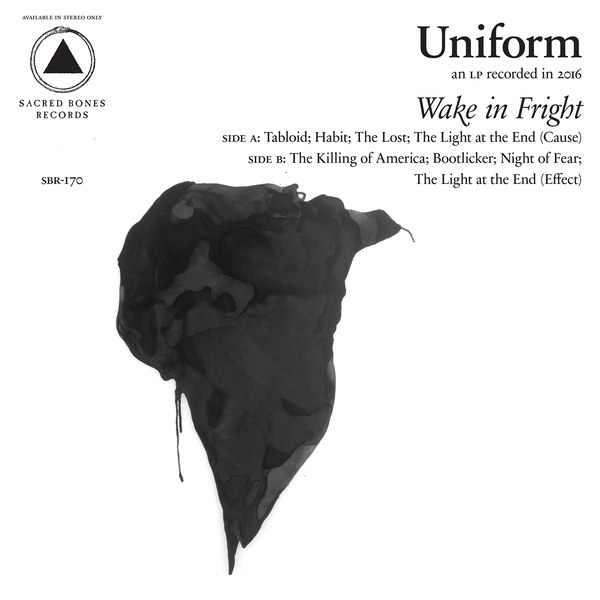 AVAILABLE IN STEREO ONLY
SACRED BONES
RECORDS
SBR-170
Uniform
an LP recorded in 2016
Wake in Fright
SIDE A: Tabloid; Habit; The Lost; The Light at the End (Cause)
SIDE B: The Killing of America; Bootlicker; Night of Fear;
The Light at the End (Effect)